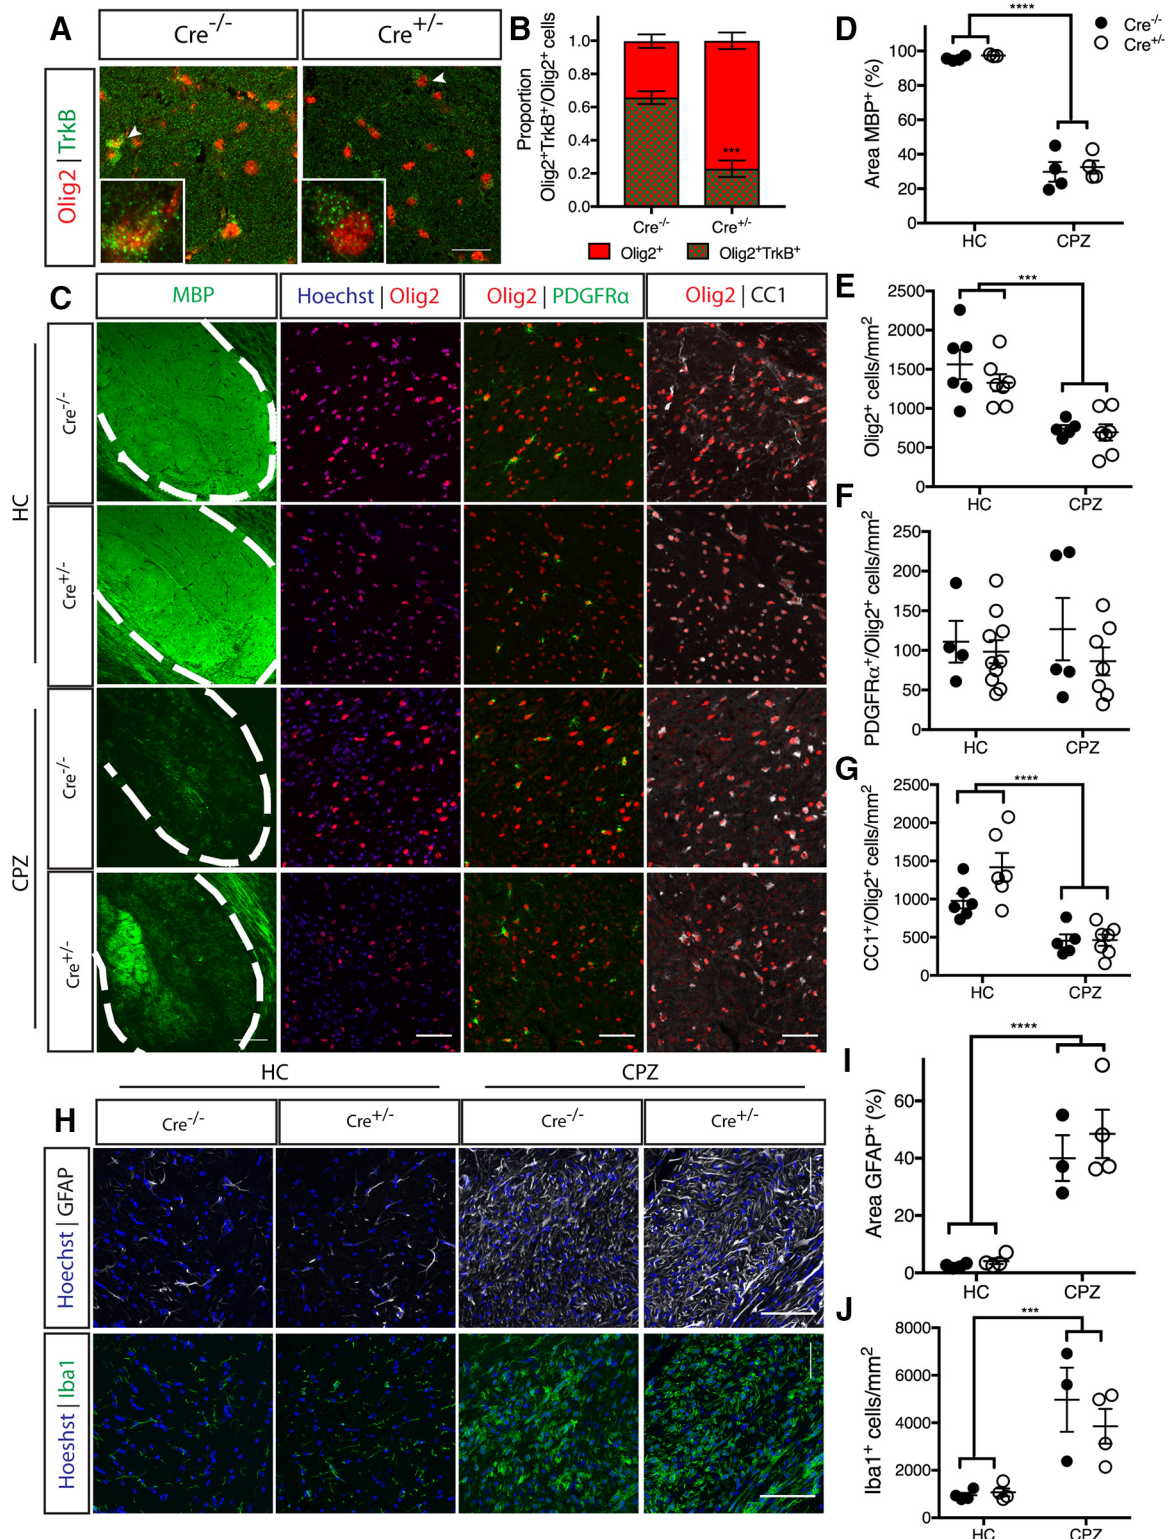 A
Cre-/-
Cre+/-
Olig2 | TrkB
B
Proportion
Olig2+TrkB+/Olig2+ cells
1.0
0.8
0.6
0.4
0.2
0.0
***
Cre-/-
Cre+/-
Olig2+
Olig2+TrkB+
C
MBP
Hoechst | Olig2
Olig2 | PDGFRα
Olig2 | CC1
HC
Cre-/-
Cre+/-
CPZ
Cre-/-
Cre+/-
D
Area MBP+ (%)
100
80
60
40
20
0
****
HC
CPZ
Cre-/-
Cre+/-
E
Olig2+ cells/mm2
2500
2000
1500
1000
500
0
***
HC
CPZ
F
PDGFRα+/Olig2+ cells/mm2
250
200
150
100
50
0
HC
CPZ
G
CC1+/Olig2+ cells/mm2
2500
2000
1500
1000
500
0
****
HC
CPZ
H
HC
CPZ
Cre-/-
Cre+/-
Cre-/-
Cre+/-
Hoechst | GFAP
Hoeshst | Iba1
I
Area GFAP+ (%)
60
40
20
0
****
HC
CPZ
J
Iba1+ cells/mm2
8000
6000
4000
2000
0
***
HC
CPZ